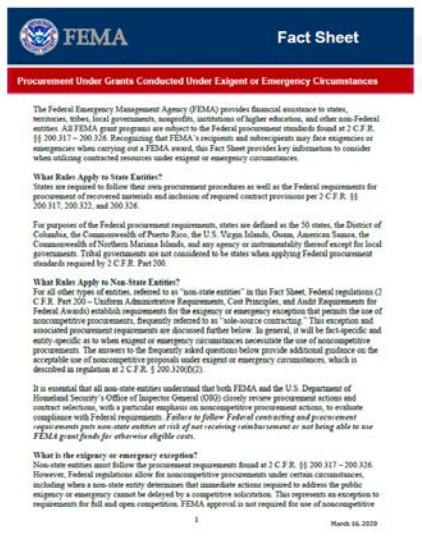 FEMA
Fact Sheet
Procurement Under Grants Conducted Under Exigent or Emergency Circumstances
The Federal Emergency Management Agency (FEMA) provides financial assistance to states,
territories, tribes, local governments, nonprofits, institutions of higher education, and other non-Federal
entities. All FEMA grant programs are subject to the Federal procurement standards found at 2 C.F.R.
§§ 200.317 – 200.326. Recognizing that FEMA's recipients and subrecipients may face exigencies or
emergencies when carrying out a FEMA award, this Fact Sheet provides key information to consider
when utilizing contracted resources under exigent or emergency circumstances.
What Rules Apply to State Entities?
States are required to follow their own procurement procedures as well as the Federal requirements for
procurement of recovered materials and inclusion of required contract provisions per 2 C.F.R. §§
200.317, 200.322, and 200.326.
For purposes of the Federal procurement requirements, states are defined as the 50 states, the District of
Columbia, the Commonwealth of Puerto Rico, the U.S. Virgin Islands, Guam, American Samoa, the
Commonwealth of Northern Mariana Islands, and any agency or instrumentality thereof except for local
governments. Tribal governments are not considered to be states when applying Federal procurement
standards required by 2 C.F.R. Part 200.
What Rules Apply to Non-State Entities?
For all other types of entities, referred to as "non-state entities" in this Fact Sheet, Federal regulations (2
C.F.R. Part 200 – Uniform Administrative Requirements, Cost Principles, and Audit Requirements for
Federal Awards) establish requirements for the exigency or emergency exception that permits the use of
noncompetitive procurements, frequently referred to as "sole-source contracting." This exception and
associated procurement requirements are discussed further below. In general, it will be fact-specific and
entity-specific as to when exigent or emergency circumstances necessitate the use of noncompetitive
procurements. The answers to the frequently asked questions below provide additional guidance on the
acceptable use of noncompetitive proposals under exigent or emergency circumstances, which is
described in regulation at 2 C.F.R. § 200.320(f)(2).
It is essential that all non-state entities understand that both FEMA and the U.S. Department of
Homeland Security's Office of Inspector General (OIG) closely review procurement actions and
contract selections, with a particular emphasis on noncompetitive procurement actions, to evaluate
compliance with Federal requirements. Failure to follow Federal contracting and procurement
requirements puts non-state entities at risk of not receiving reimbursement or not being able to use
FEMA grant funds for otherwise eligible costs.
What is the exigency or emergency exception?
Non-state entities must follow the procurement requirements found at 2 C.F.R. §§ 200.317 – 200.326.
However, Federal regulations allow for noncompetitive procurements under certain circumstances,
including when a non-state entity determines that immediate actions required to address the public
exigency or emergency cannot be delayed by a competitive solicitation. This represents an exception to
requirements for full and open competition. FEMA approval is not required for use of noncompetitive
1
March 16, 2020